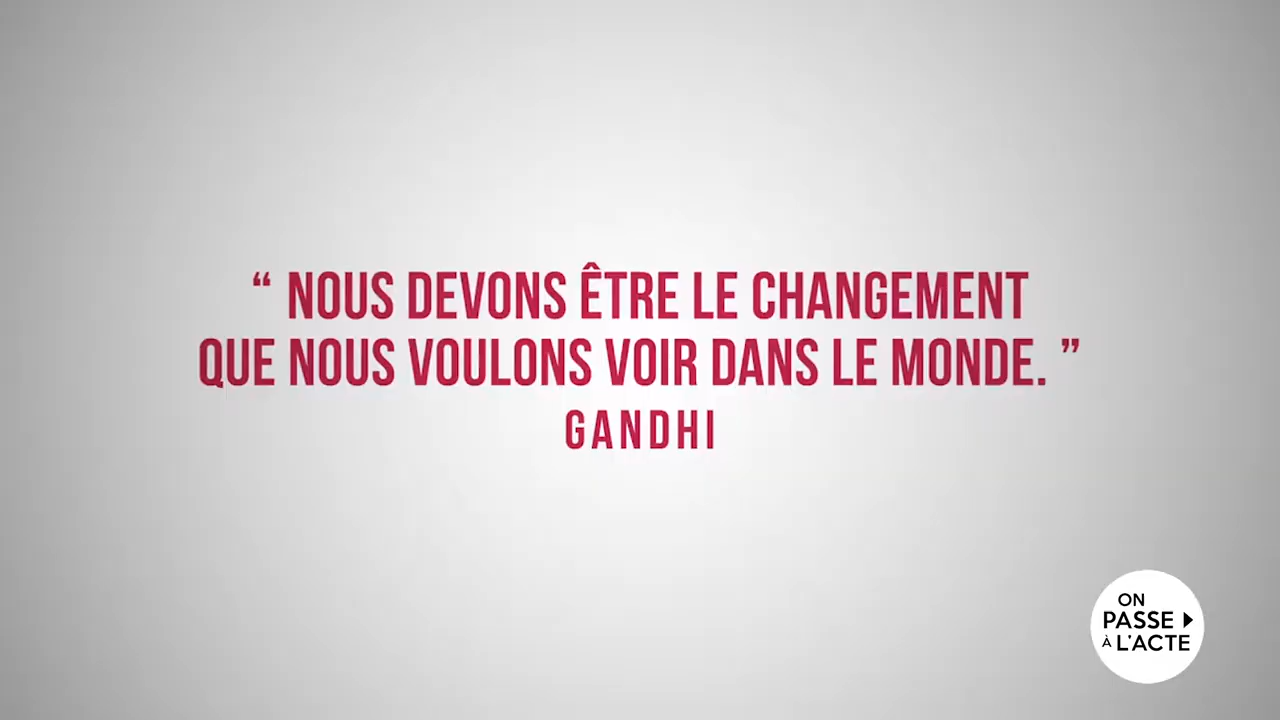 “ NOUS DEVONS ÊTRE LE CHANGEMENT
QUE NOUS VOULONS VOIR DANS LE MONDE. ”
GANDHI
ON
PASSE
À L'ACTE